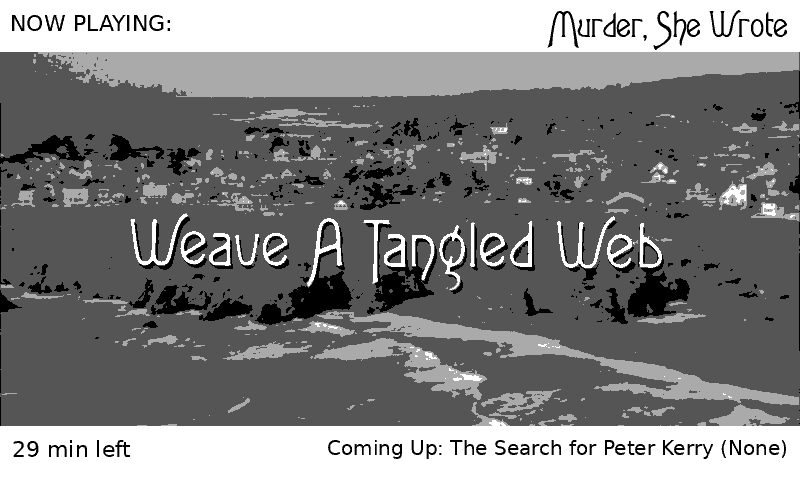 NOW PLAYING:
Murder, She Wrote
Weave A Tangled Web
29 min left
Coming Up: The Search for Peter Kerry (None)